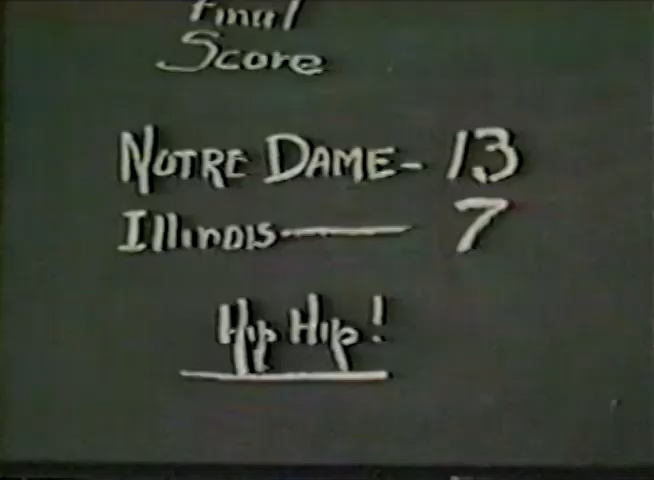 Final
Score
NOTRE DAME - 13
Illinois — 7
Hip Hip!